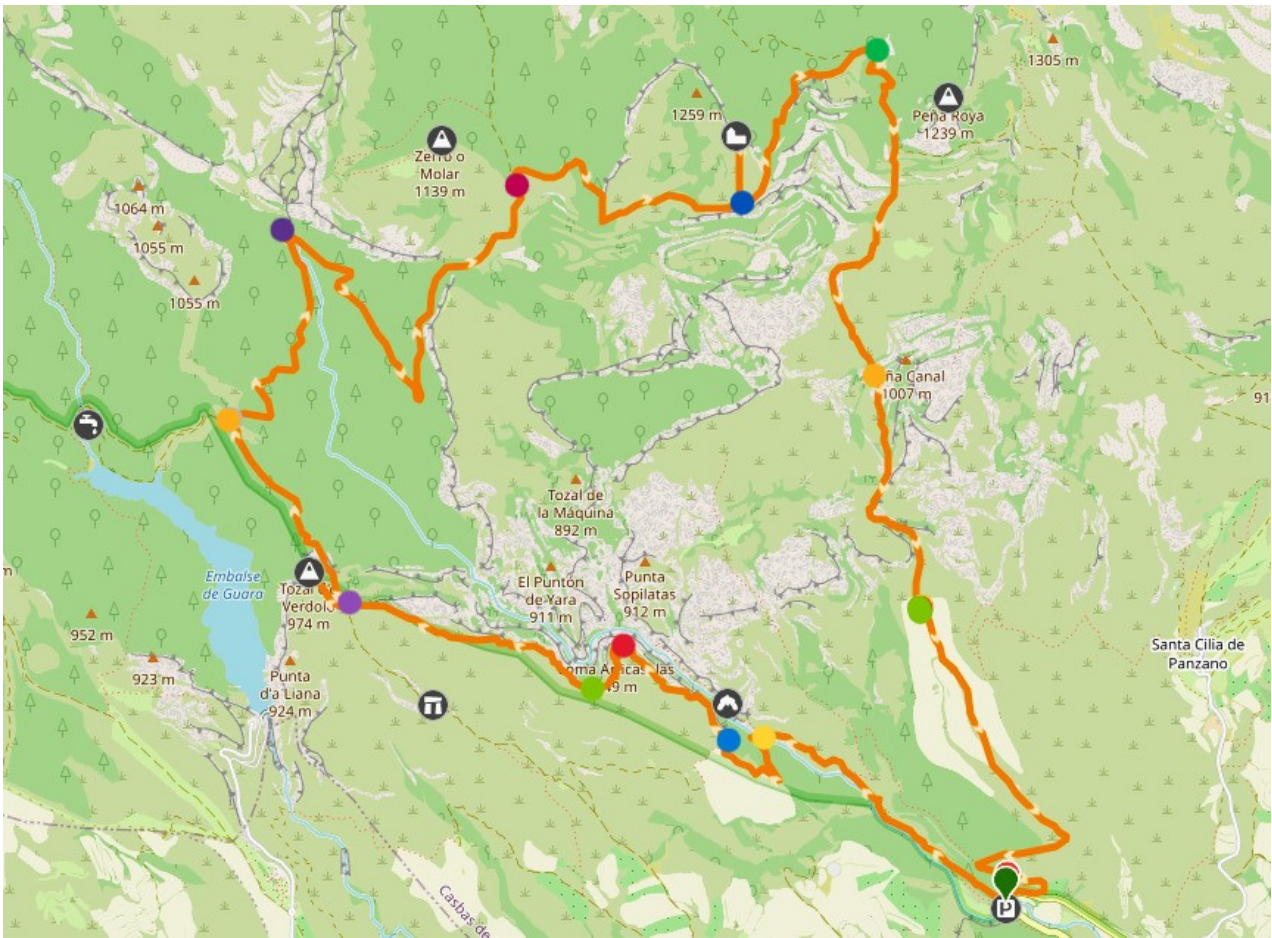 1305 m
1259 m
Peña Roya
1239 m
Zerro o
Molar
1139 m
1064 m
1055 m
1055 m
ña Canal
1007 m
91
Tozal de
la Máquina
892 m
Embalse
de Guara
El Puntón
de Yara
911 m
Punta
Sopilatas
912 m
m
Verdol
974 m
952 m
923 m
Punta
d'a Liana
924 m
49 m
Santa Cilia de
Panzano
Casbas de
P